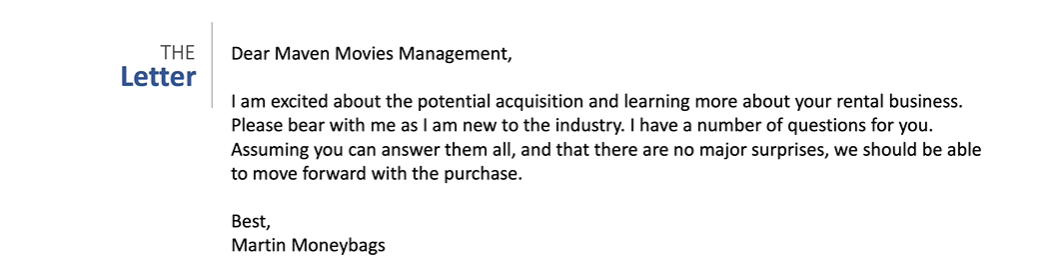 THE
Letter
Dear Maven Movies Management,
I am excited about the potential acquisition and learning more about your rental business.
Please bear with me as I am new to the industry. I have a number of questions for you.
Assuming you can answer them all, and that there are no major surprises, we should be able
to move forward with the purchase.
Best,
Martin Moneybags